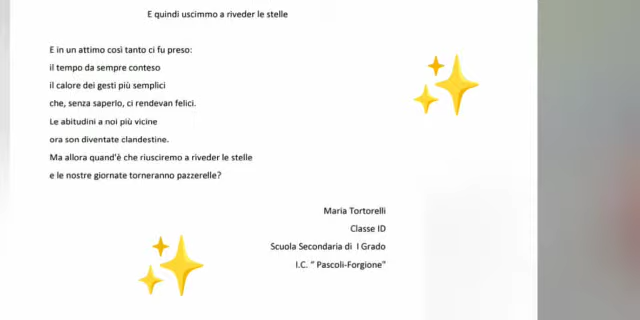 E quindi uscimmo a riveder le stelle
E in un attimo così tanto ci fu preso:
il tempo da sempre conteso
il calore dei gesti più semplici
che, senza saperlo, ci rendevan felici.
Le abitudini a noi più vicine
ora son diventate clandestine.
Ma allora quand'è che riusciremo a riveder le stelle
e le nostre giornate torneranno pazzerelle?
Maria Tortorelli
Classe ID
Scuola Secondaria di I Grado
I.C. " Pascoli-Forgione"